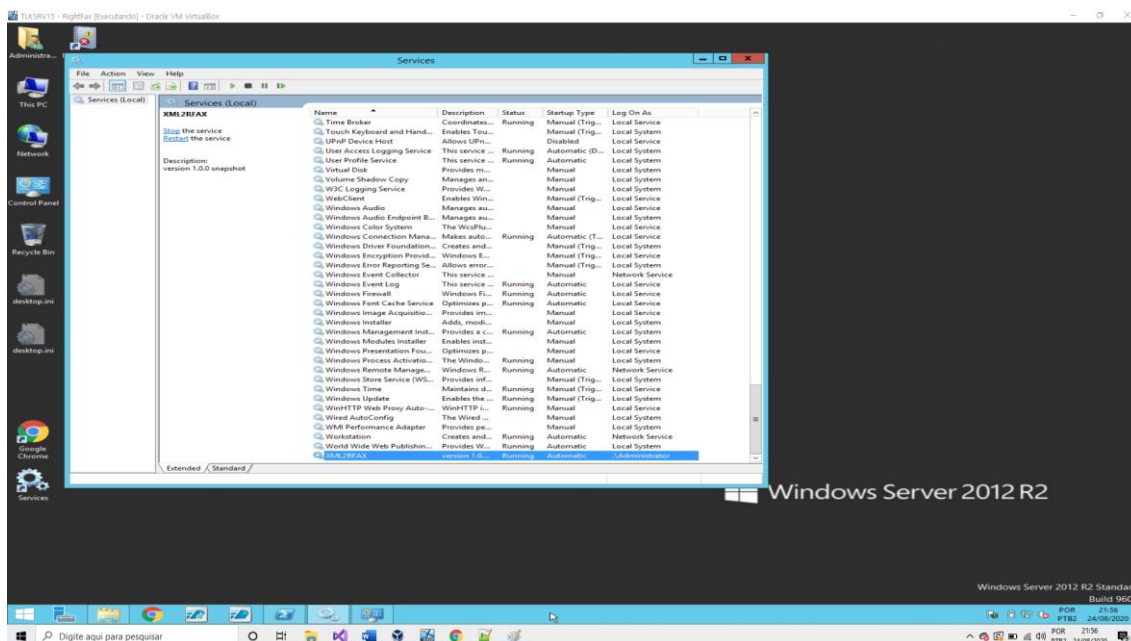 TLKSRV15 - RightFax [Executando] - Oracle VM VirtualBox
Administra...
This PC
Network
Control Panel
Recycle Bin
desktop.ini
desktop.ini
Google Chrome
Services
Services
File Action View Help
Services (Local)
Services (Local)
XML2RFAX
Stop the service
Restart the service
Description:
version 1.0.0 snapshot
Name Description Status Startup Type Log On As
Time Broker Coordinates... Running Manual (Trig... Local Service
Touch Keyboard and Hand... Enables Tou... Manual (Trig... Local System
UPnP Device Host Allows UPn... Disabled Local Service
User Access Logging Service This service ... Running Automatic (D... Local System
User Profile Service This service ... Running Automatic Local System
Virtual Disk Provides m... Manual Local System
Volume Shadow Copy Manages an... Manual Local System
W3C Logging Service Provides W... Manual Local System
WebClient Enables Win... Manual (Trig... Local Service
Windows Audio Manages au... Manual Local Service
Windows Audio Endpoint B... Manages au... Manual Local System
Windows Color System The WcsPlu... Manual Local Service
Windows Connection Mana... Makes auto... Running Automatic (T... Local Service
Windows Driver Foundation... Creates and... Manual (Trig... Local System
Windows Encryption Provid... Windows E... Manual (Trig... Local Service
Windows Error Reporting Se... Allows error... Manual (Trig... Local System
Windows Event Collector This service ... Manual Network Service
Windows Event Log This service ... Running Automatic Local Service
Windows Firewall Windows Fi... Running Automatic Local Service
Windows Font Cache Service Optimizes p... Running Automatic Local Service
Windows Image Acquisitio... Provides im... Manual Local Service
Windows Installer Adds, modi... Manual Local System
Windows Management Inst... Provides a c... Running Automatic Local System
Windows Modules Installer Enables inst... Manual Local System
Windows Presentation Fou... Optimizes p... Manual Local Service
Windows Process Activatio... The Windo... Running Manual Local System
Windows Remote Manage... Windows R... Running Automatic Network Service
Windows Store Service (WS... Provides inf... Manual (Trig... Local System
Windows Time Maintains d... Running Manual (Trig... Local Service
Windows Update Enables the ... Running Manual (Trig... Local System
WinHTTP Web Proxy Auto-... WinHTTP i... Running Manual Local Service
Wired AutoConfig The Wired ... Manual Local System
WMI Performance Adapter Provides pe... Manual Local System
Workstation Creates and... Running Automatic Network Service
World Wide Web Publishin... Provides W... Running Automatic Local System
XML2RFAX version 1.0.... Running Automatic .\Administrator
Extended Standard
Windows Server 2012 R2
Windows Server 2012 R2 Standar
Build 960
POR 21:56
PTB2 24/08/2020
Digite aqui para pesquisar
POR 21:56
PTB2 24/08/2020